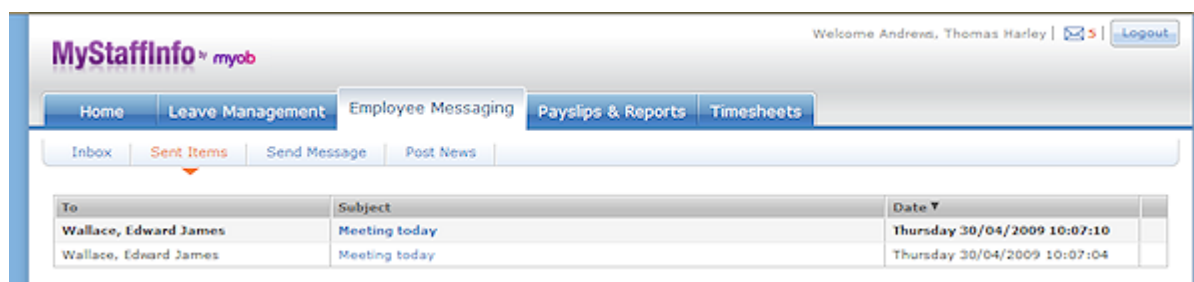 Welcome Andrews, Thomas Harley | 5 | Logout
MyStaffInfo by myob
Home Leave Management Employee Messaging Payslips & Reports Timesheets
Inbox Sent Items Send Message Post News
To Subject Date ▼
Wallace, Edward James Meeting today Thursday 30/04/2009 10:07:10
Wallace, Edward James Meeting today Thursday 30/04/2009 10:07:04